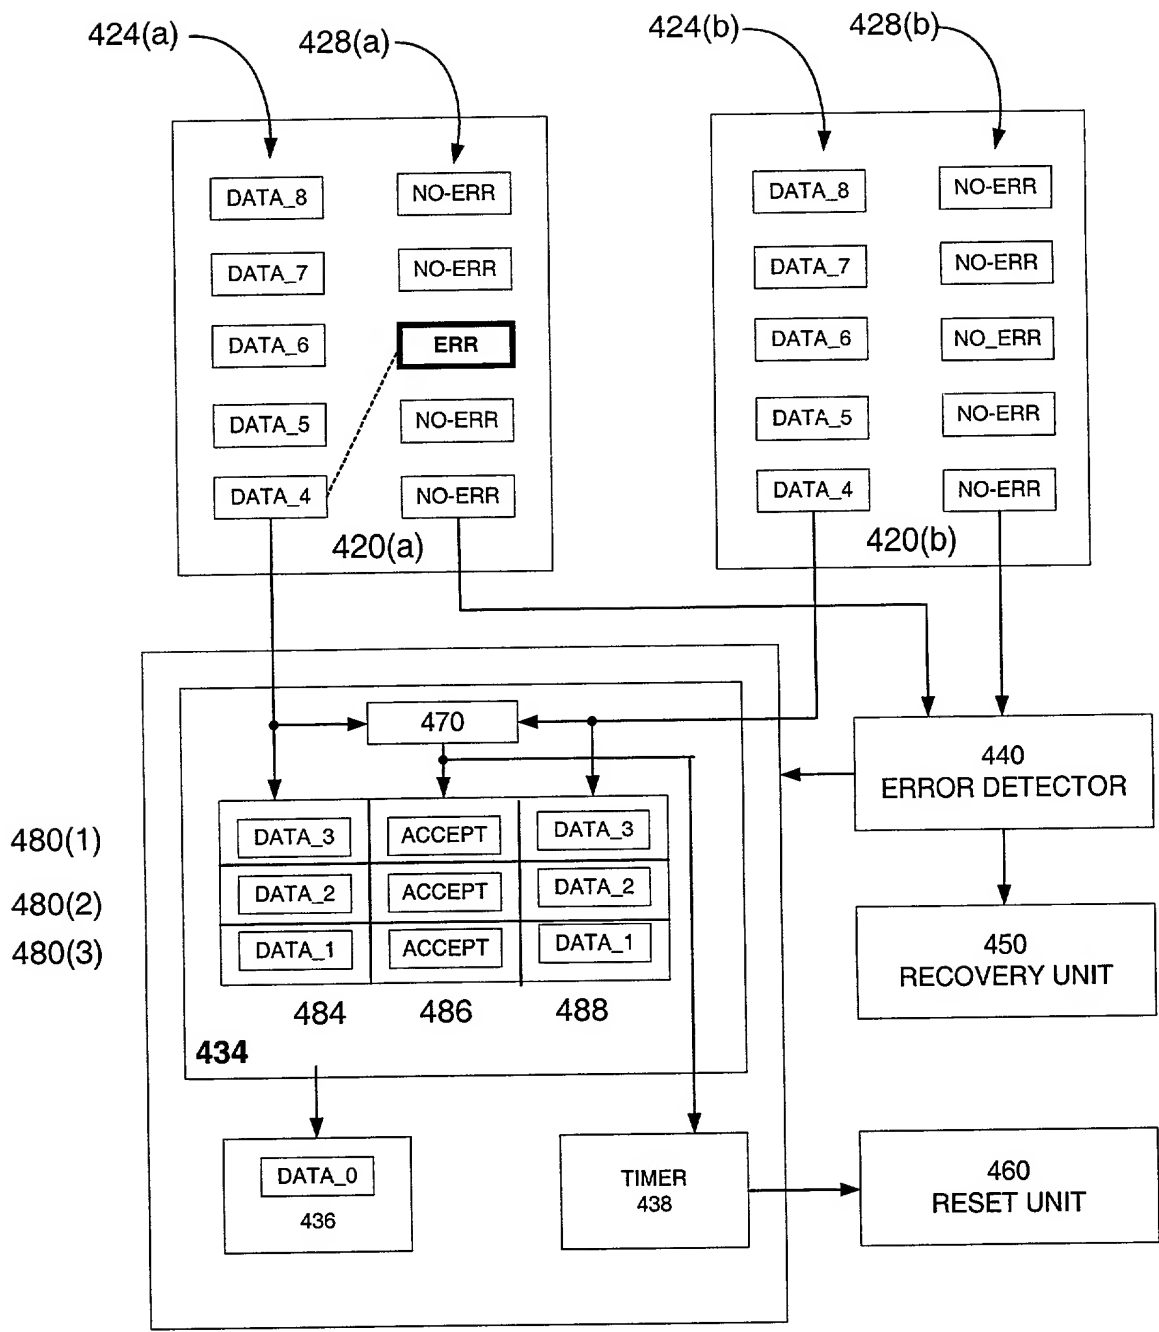 424(a)
428(a)
424(b)
428(b)
DATA_8
NO-ERR
DATA_8
NO-ERR
DATA_7
NO-ERR
DATA_7
NO-ERR
DATA_6
ERR
DATA_6
NO_ERR
DATA_5
NO-ERR
DATA_5
NO-ERR
DATA_4
NO-ERR
DATA_4
NO-ERR
420(a)
420(b)
470
440
ERROR DETECTOR
480(1)
DATA_3
ACCEPT
DATA_3
480(2)
DATA_2
ACCEPT
DATA_2
480(3)
DATA_1
ACCEPT
DATA_1
450
RECOVERY UNIT
484
486
488
434
DATA_0
436
TIMER
438
460
RESET UNIT